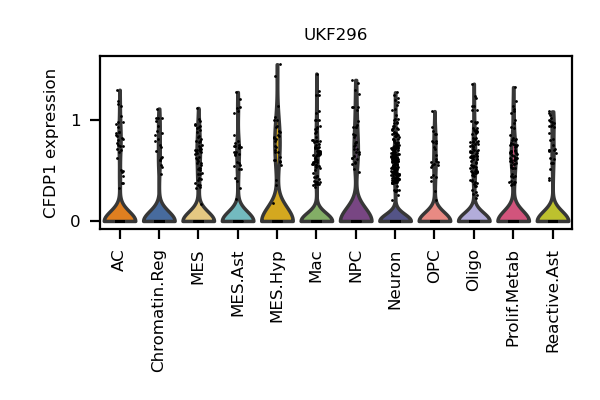 UKF296
CFDP1 expression
1
0
AC
Chromatin.Reg
MES
MES.Ast
MES.Hyp
Mac
NPC
Neuron
OPC
Oligo
Prolif.Metab
Reactive.Ast